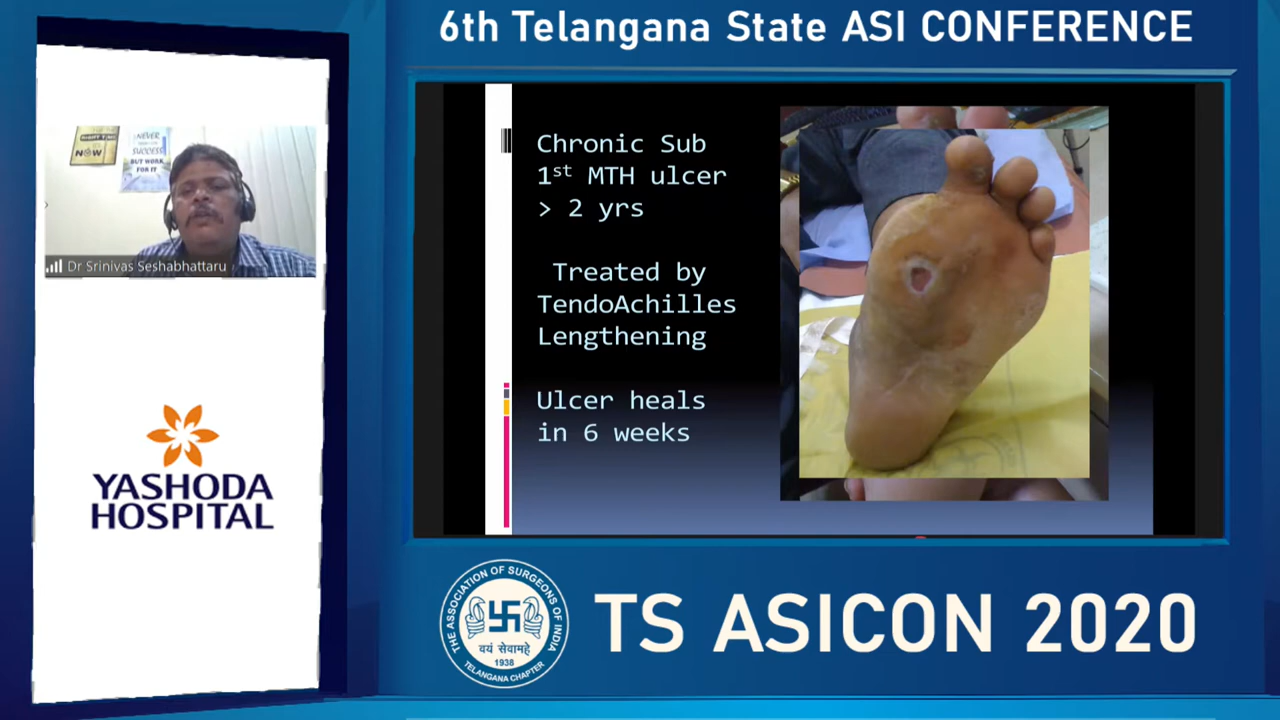 6th Telangana State ASI CONFERENCE
NOW
NEVER
SUCCESS
BUT WORK
FOR IT
Dr Srinivas Seshabhattaru
YASHODA
HOSPITAL
Chronic Sub
1st MTH ulcer
> 2 yrs
Treated by
TendoAchilles
Lengthening
Ulcer heals
in 6 weeks
THE ASSOCIATION OF SURGEONS OF INDIA
वयं सेवामहे
1938
TELANGANA CHAPTER
TS ASICON 2020